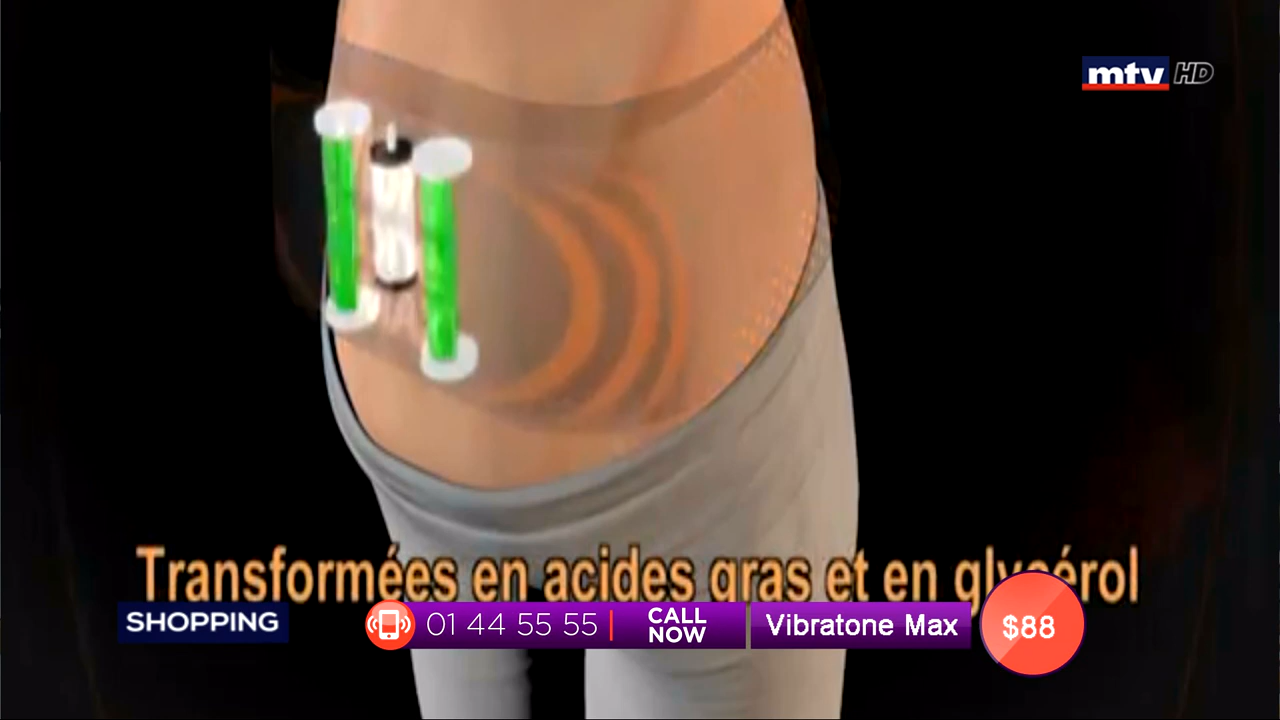 mtv HD
Transformées en acides gras et en glycérol
SHOPPING
01 44 55 55
CALL
NOW
Vibratone Max
$88